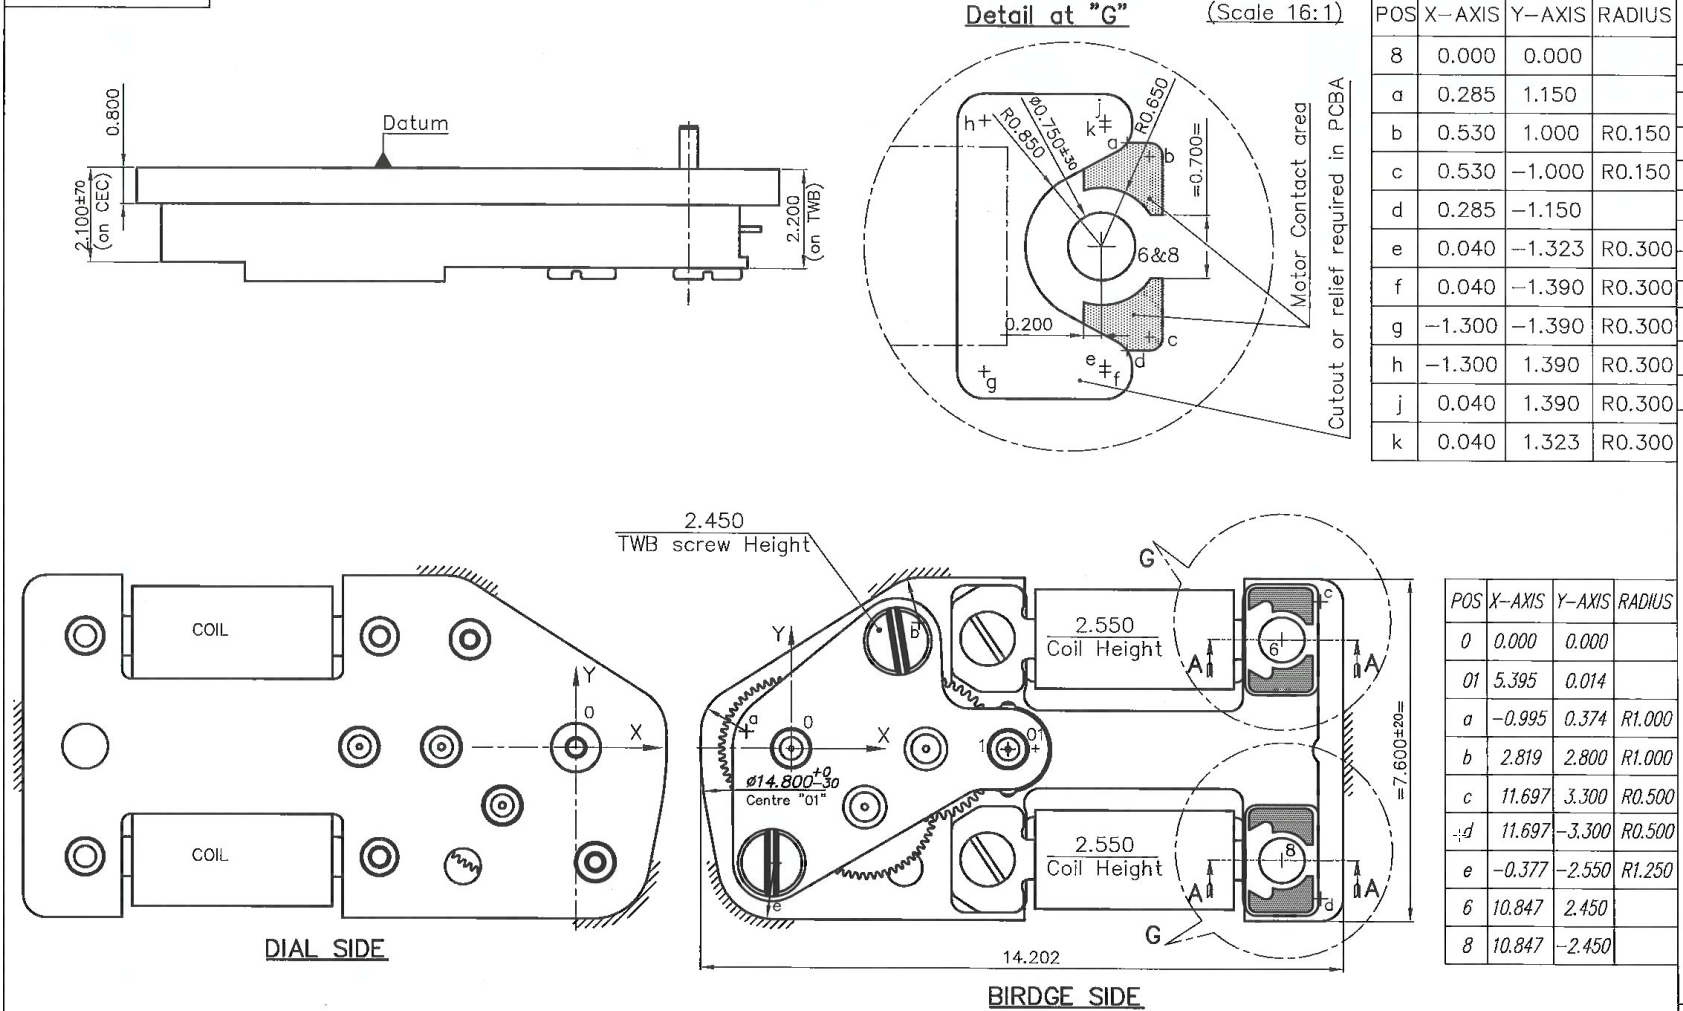 Detail at "G"
(Scale 16:1)
0.800
Datum
2.100±70
(on CEC)
2.200
(on TWB)
h
j
k
a
b
R0.850
Ø0.750±30
R0.650
=0.700=
6&8
0.200
e
f
d
c
g
Motor Contact area
Cutout or relief required in PCBA
POS X-AXIS Y-AXIS RADIUS
8 0.000 0.000
a 0.285 1.150
b 0.530 1.000 R0.150
c 0.530 -1.000 R0.150
d 0.285 -1.150
e 0.040 -1.323 R0.300
f 0.040 -1.390 R0.300
g -1.300 -1.390 R0.300
h -1.300 1.390 R0.300
j 0.040 1.390 R0.300
k 0.040 1.323 R0.300
COIL
COIL
Y
0
X
DIAL SIDE
2.450
TWB screw Height
Y
b
a
0
X
1
01
Ø14.800+0-30
Centre "01"
e
2.550
Coil Height
2.550
Coil Height
G
c
6
A
A
8
A
A
d
G
=7.600±20=
14.202
BIRDGE SIDE
POS X-AXIS Y-AXIS RADIUS
0 0.000 0.000
01 5.395 0.014
a -0.995 0.374 R1.000
b 2.819 2.800 R1.000
c 11.697 3.300 R0.500
d 11.697 -3.300 R0.500
e -0.377 -2.550 R1.250
6 10.847 2.450
8 10.847 -2.450